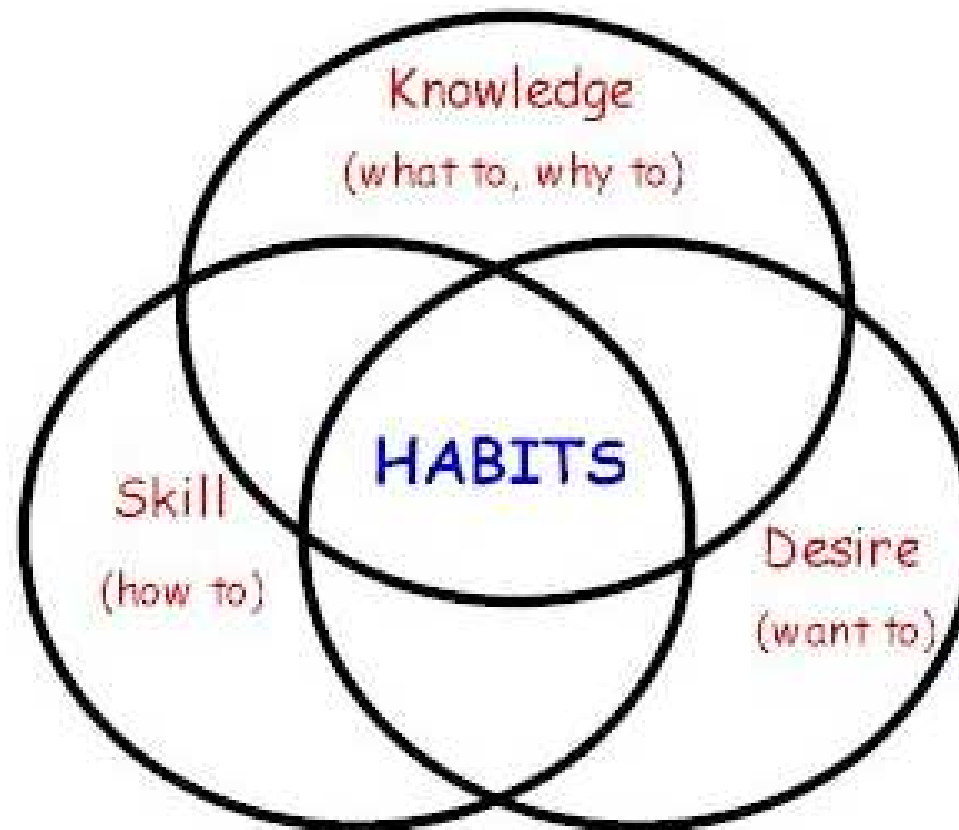 Knowledge
(what to, why to)
HABITS
Skill
(how to)
Desire
(want to)